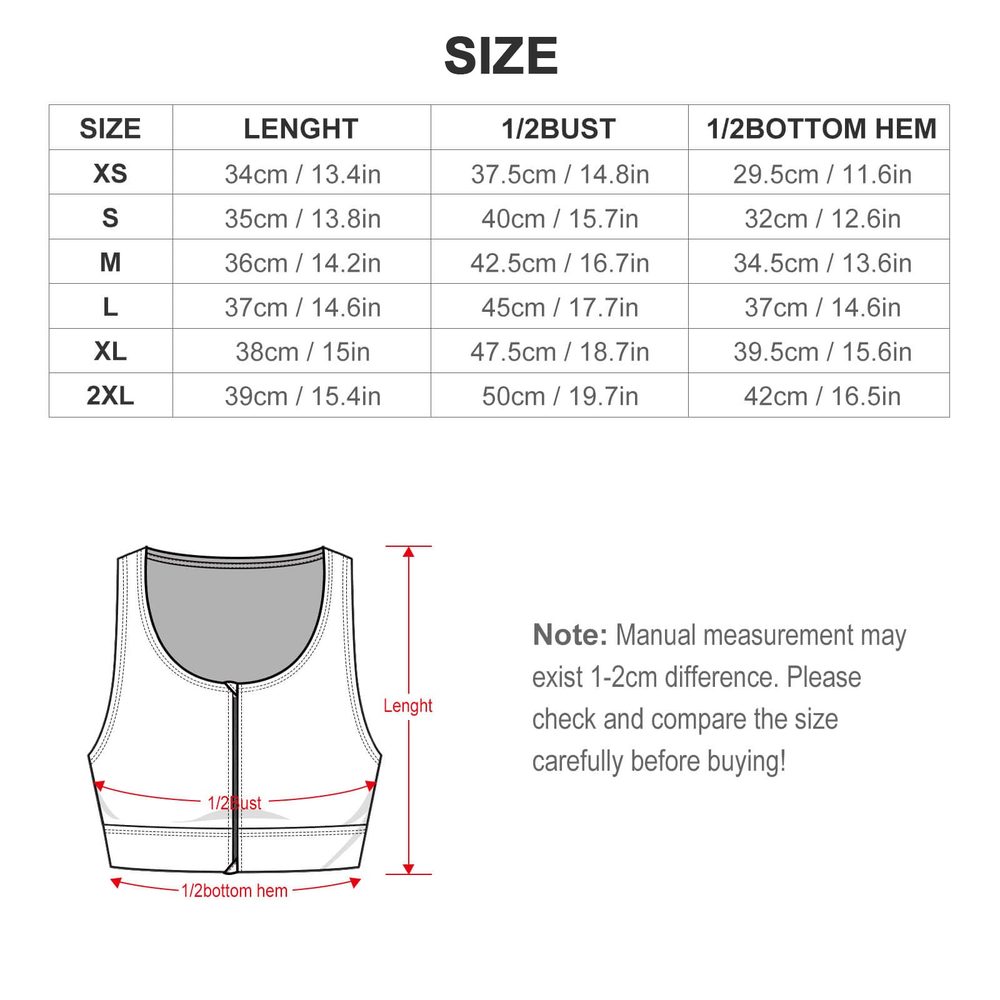 SIZE
SIZE LENGHT 1/2BUST 1/2BOTTOM HEM
XS 34cm / 13.4in 37.5cm / 14.8in 29.5cm / 11.6in
S 35cm / 13.8in 40cm / 15.7in 32cm / 12.6in
M 36cm / 14.2in 42.5cm / 16.7in 34.5cm / 13.6in
L 37cm / 14.6in 45cm / 17.7in 37cm / 14.6in
XL 38cm / 15in 47.5cm / 18.7in 39.5cm / 15.6in
2XL 39cm / 15.4in 50cm / 19.7in 42cm / 16.5in
Lenght
1/2Bust
1/2bottom hem
Note: Manual measurement may
exist 1-2cm difference. Please
check and compare the size
carefully before buying!